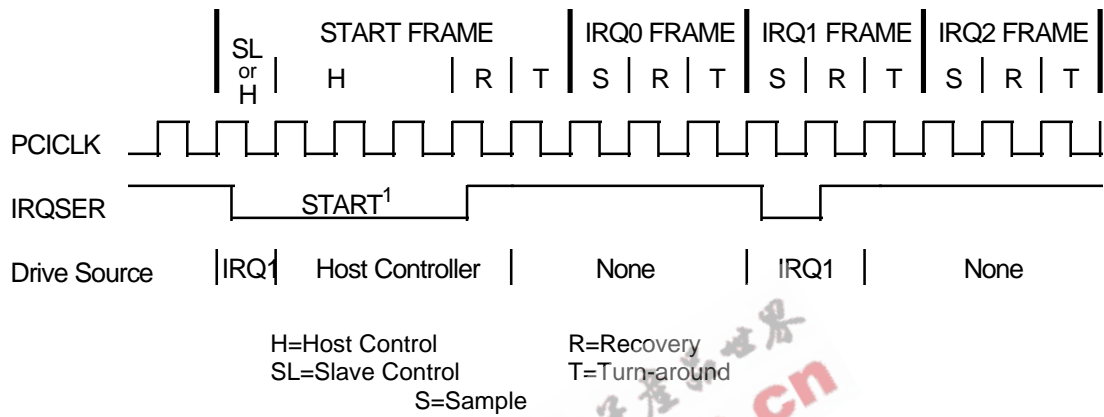 START FRAME IRQ0 FRAME IRQ1 FRAME IRQ2 FRAME
SL
or
H
H R T S R T S R T S R T
PCICLK
IRQSER START1
Drive Source IRQ1 Host Controller None IRQ1 None
H=Host Control R=Recovery
SL=Slave Control T=Turn-around
S=Sample
.cn